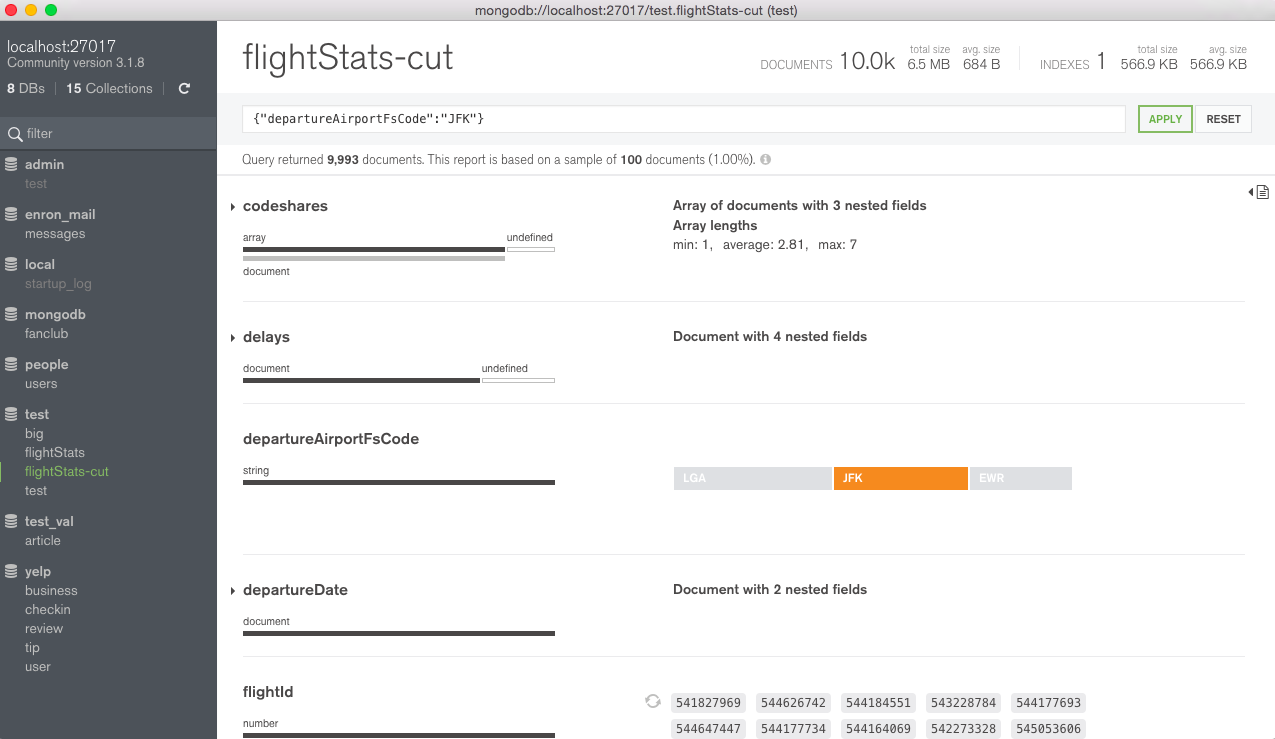 mongodb://localhost:27017/test.flightStats-cut (test)
localhost:27017
Community version 3.1.8
8 DBs 15 Collections
filter
admin
test
enron_mail
messages
local
startup_log
mongodb
fanclub
people
users
test
big
flightStats
flightStats-cut
test
test_val
article
yelp
business
checkin
review
tip
user
flightStats-cut
DOCUMENTS 10.0k total size 6.5 MB avg. size 684 B
INDEXES 1 total size 566.9 KB avg. size 566.9 KB
{"departureAirportFsCode":"JFK"}
APPLY RESET
Query returned 9,993 documents. This report is based on a sample of 100 documents (1.00%).
codeshares
array undefined
document
Array of documents with 3 nested fields
Array lengths
min: 1, average: 2.81, max: 7
delays
document undefined
Document with 4 nested fields
departureAirportFsCode
string
LGA JFK EWR
departureDate
document
Document with 2 nested fields
flightId
number
541827969 544626742 544184551 543228784 544177693
544647447 544177734 544164069 542273328 545053606